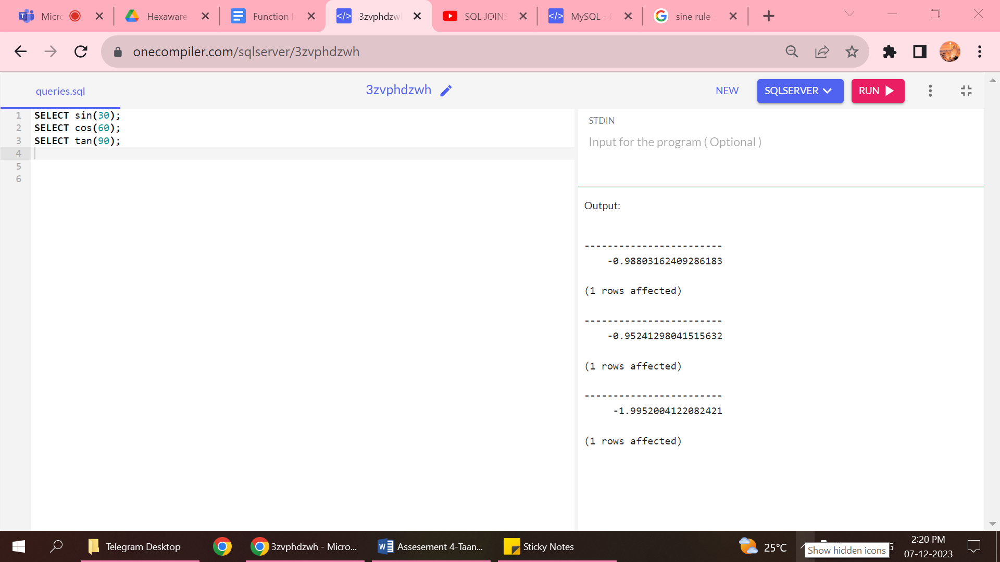 Micro
Hexaware
Function I
3zvphdzw
SQL JOINS
MySQL -
sine rule -
onecompiler.com/sqlserver/3zvphdzwh
queries.sql
3zvphdzwh
NEW
SQLSERVER
RUN
1 SELECT sin(30);
2 SELECT cos(60);
3 SELECT tan(90);
4
5
6
STDIN
Input for the program ( Optional )
Output:
------------------------
-0.98803162409286183
(1 rows affected)
------------------------
-0.95241298041515632
(1 rows affected)
------------------------
-1.9952004122082421
(1 rows affected)
Telegram Desktop
3zvphdzwh - Micro...
Assesement 4-Taan...
Sticky Notes
25°C
Show hidden icons
2:20 PM
07-12-2023